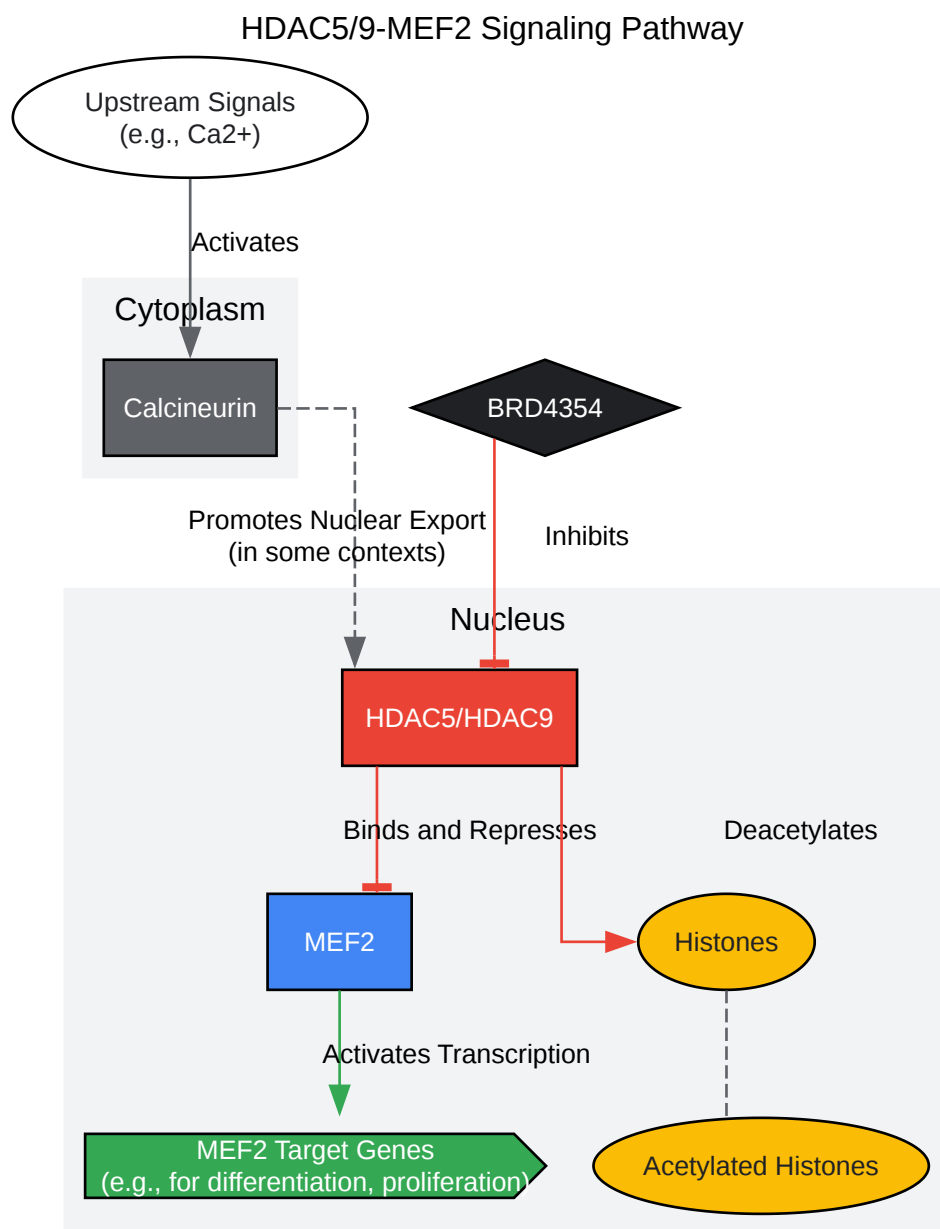 HDAC5/9-MEF2 Signaling Pathway
Upstream Signals
(e.g., Ca2+)
Activates
Cytoplasm
Calcineurin
BRD4354
Promotes Nuclear Export
(in some contexts)
Inhibits
Nucleus
HDAC5/HDAC9
Binds and Represses
Deacetylates
MEF2
Histones
Activates Transcription
MEF2 Target Genes
(e.g., for differentiation, proliferation)
Acetylated Histones